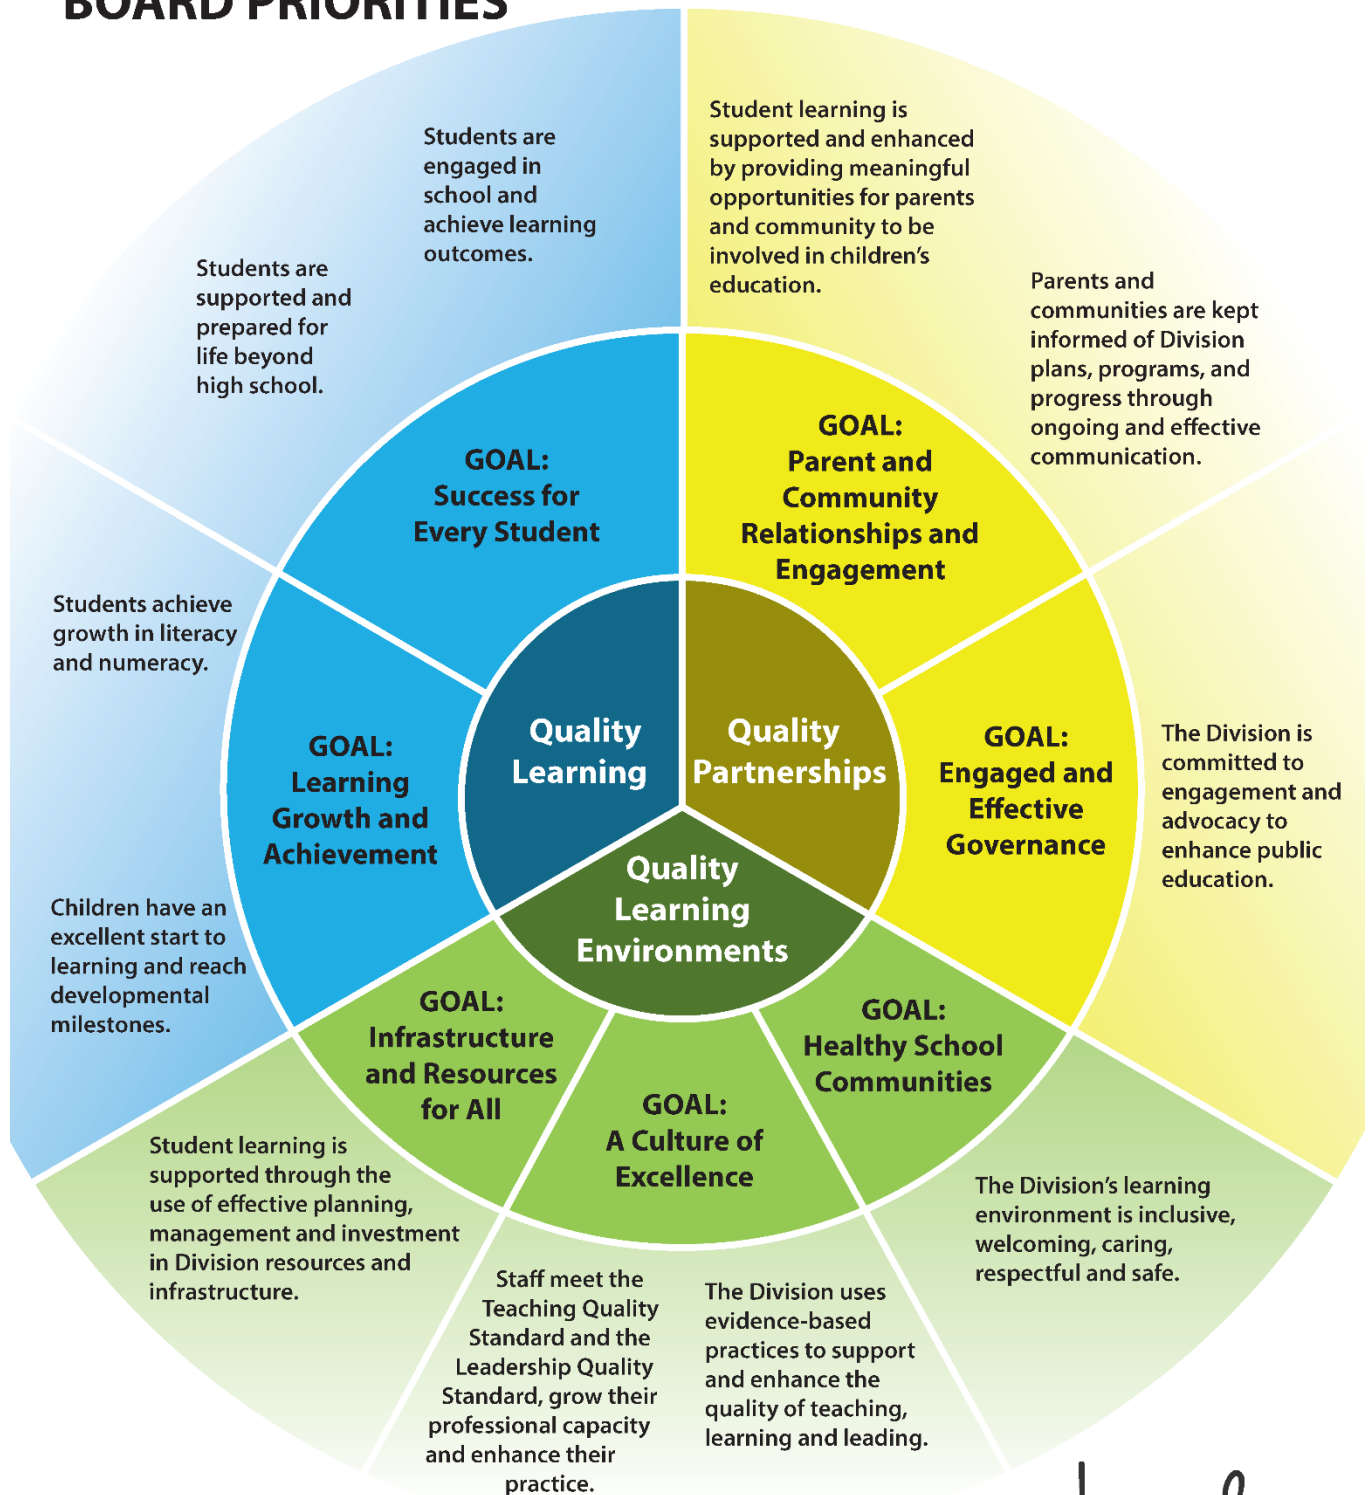 BOARD PRIORITIES
Students are
engaged in
school and
achieve learning
outcomes.
Students are
supported and
prepared for
life beyond
high school.
Student learning is
supported and enhanced
by providing meaningful
opportunities for parents
and community to be
involved in children's
education.
Parents and
communities are kept
informed of Division
plans, programs, and
progress through
ongoing and effective
communication.
GOAL:
Success for
Every Student
GOAL:
Parent and
Community
Relationships and
Engagement
Students achieve
growth in literacy
and numeracy.
Children have an
excellent start to
learning and reach
developmental
milestones.
GOAL:
Learning
Growth and
Achievement
Quality
Learning
Quality
Partnerships
Quality
Learning
Environments
GOAL:
Engaged and
Effective
Governance
The Division is
committed to
engagement and
advocacy to
enhance public
education.
GOAL:
Infrastructure
and Resources
for All
GOAL:
A Culture of
Excellence
GOAL:
Healthy School
Communities
Student learning is
supported through the
use of effective planning,
management and investment
in Division resources and
infrastructure.
Staff meet the
Teaching Quality
Standard and the
Leadership Quality
Standard, grow their
professional capacity
and enhance their
practice.
The Division uses
evidence-based
practices to support
and enhance the
quality of teaching,
learning and leading.
The Division's learning
environment is inclusive,
welcoming, caring,
respectful and safe.